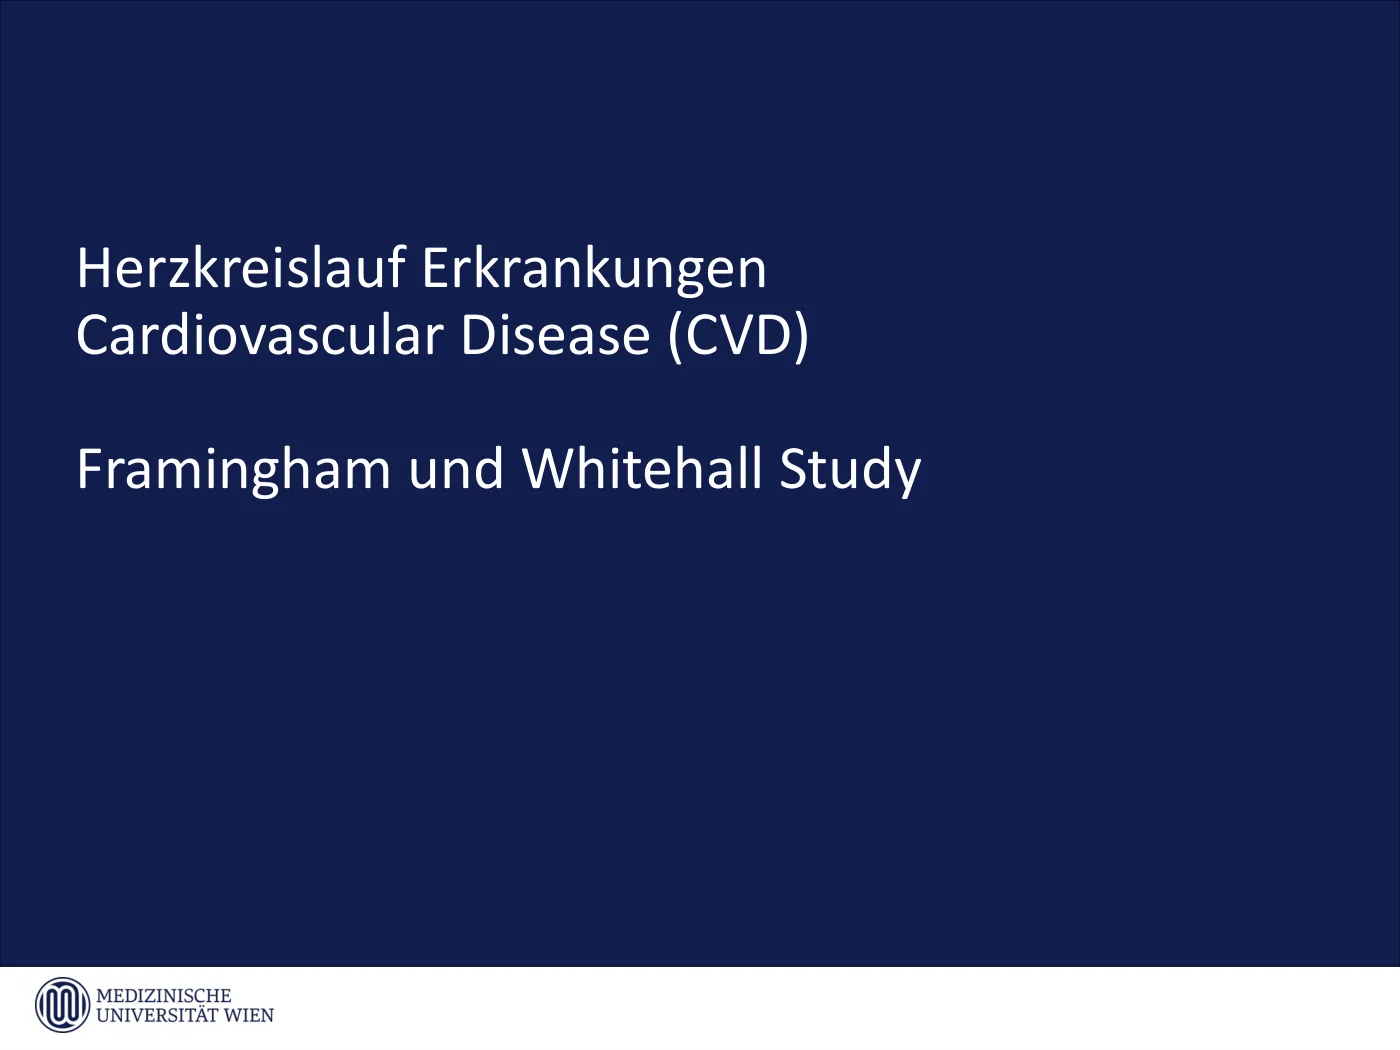 Herzkreislauf Erkrankungen
Cardiovascular Disease (CVD)
Framingham und Whitehall Study
MEDIZINISCHE
UNIVERSITÄT WIEN